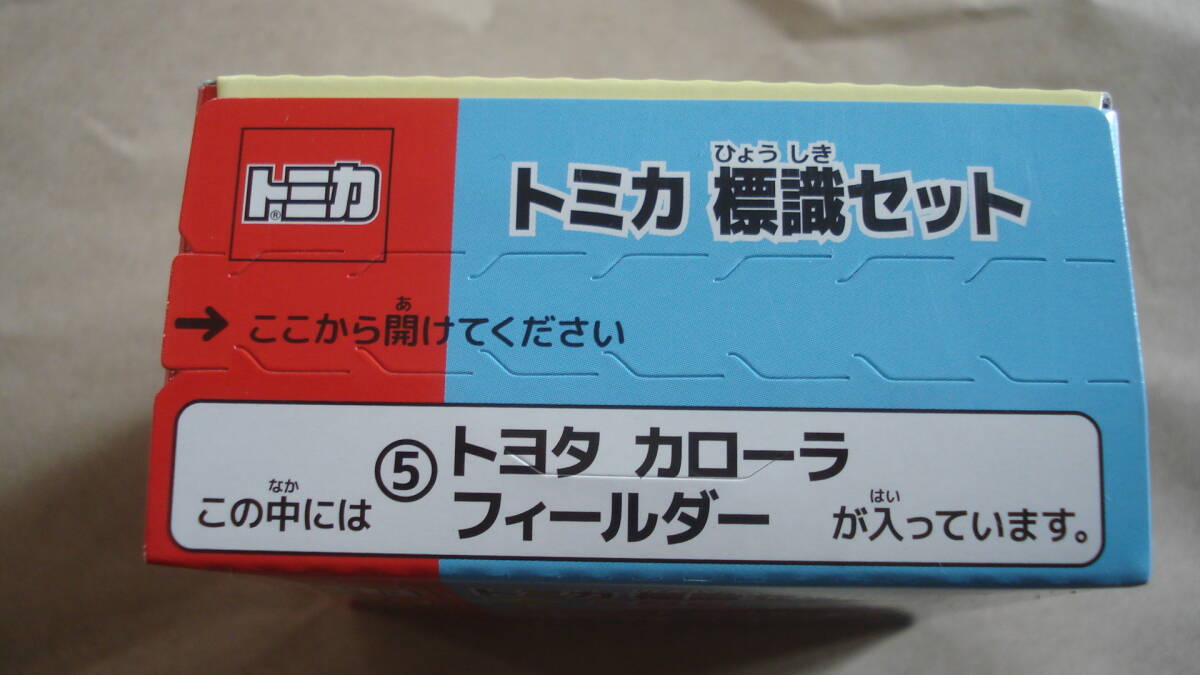 トミカ®
ひょうしき
トミカ 標識セット
あ
→ ここから開けてください
⑤トヨタ カローラ
フィールダー
なか
この中には
はい
が入っています。